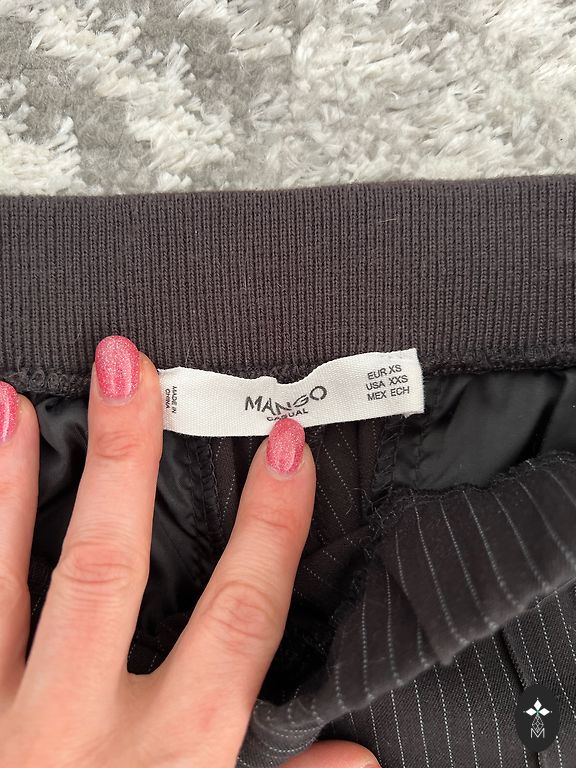 MADE IN
CHINA
MANGO
CASUAL
EUR XS
USA XXS
MEX ECH
M